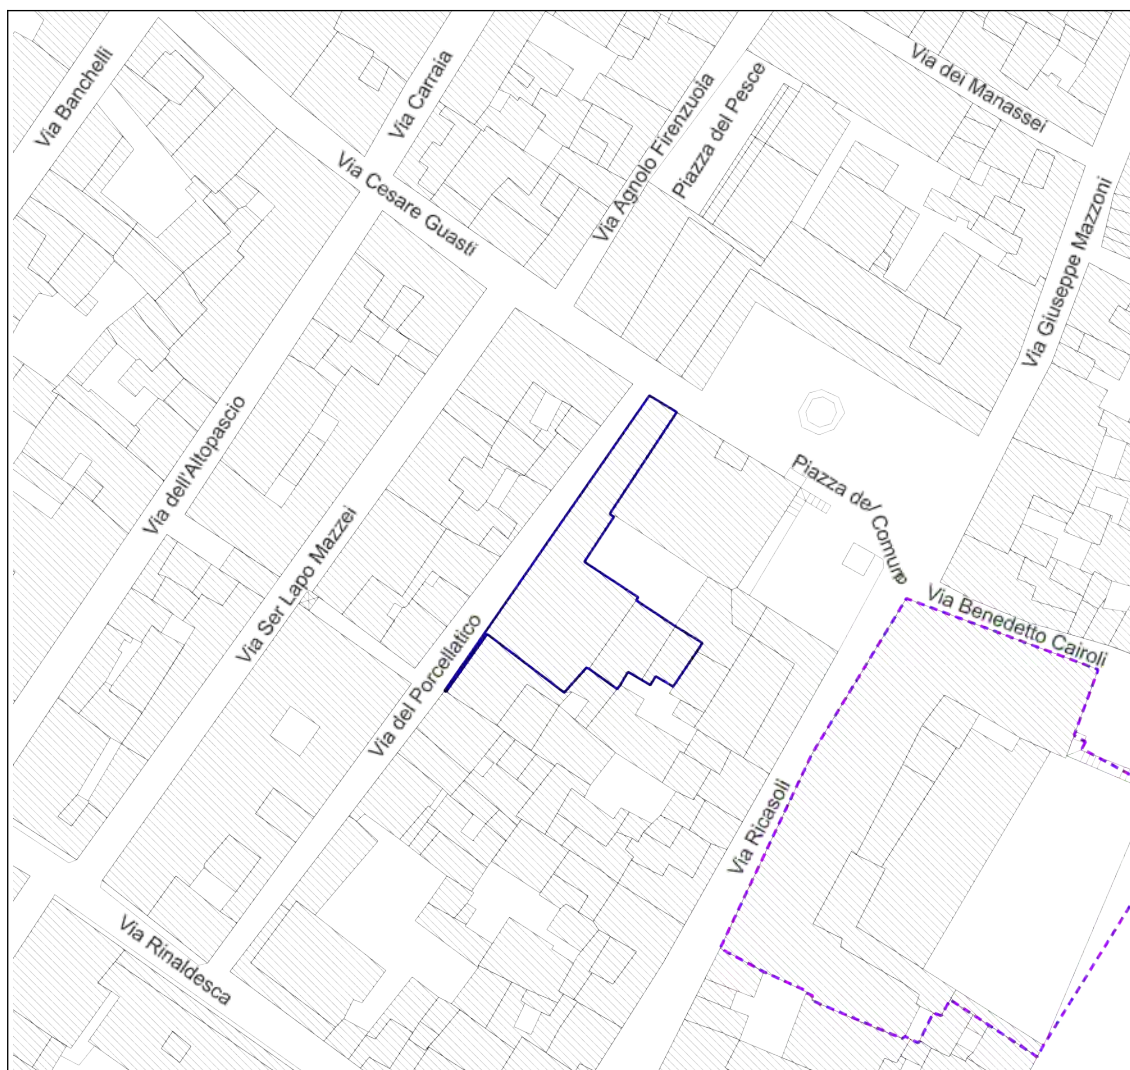 Via Banchelli
Via Carraia
Via Cesare Guasti
Via Agnolo Firenzuola
Piazza del Pesce
Via dei Manassei
Via Giuseppe Mazzoni
Via dell'Altopascio
Via Ser Lapo Mazzei
Via del Porcellatico
Piazza del Comune
Via Benedetto Cairoli
Via Ricasoli
Via Rinaldesca